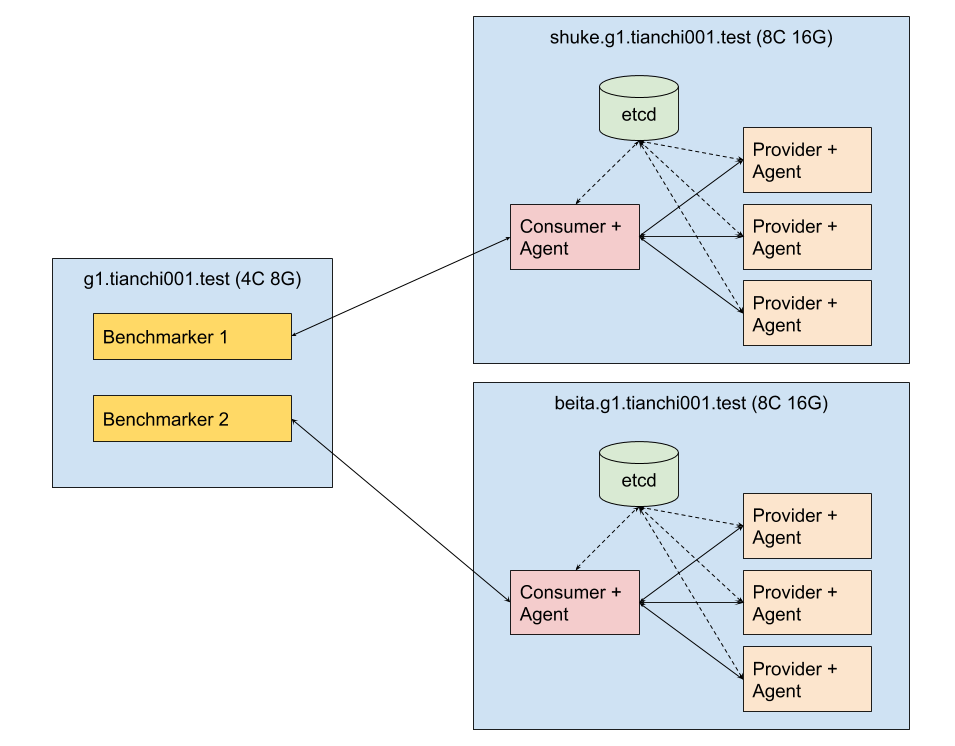 shuke.g1.tianchi001.test (8C 16G)
etcd
Provider +
Agent
Consumer +
Agent
Provider +
Agent
Provider +
Agent
g1.tianchi001.test (4C 8G)
Benchmarker 1
Benchmarker 2
beita.g1.tianchi001.test (8C 16G)
etcd
Provider +
Agent
Consumer +
Agent
Provider +
Agent
Provider +
Agent